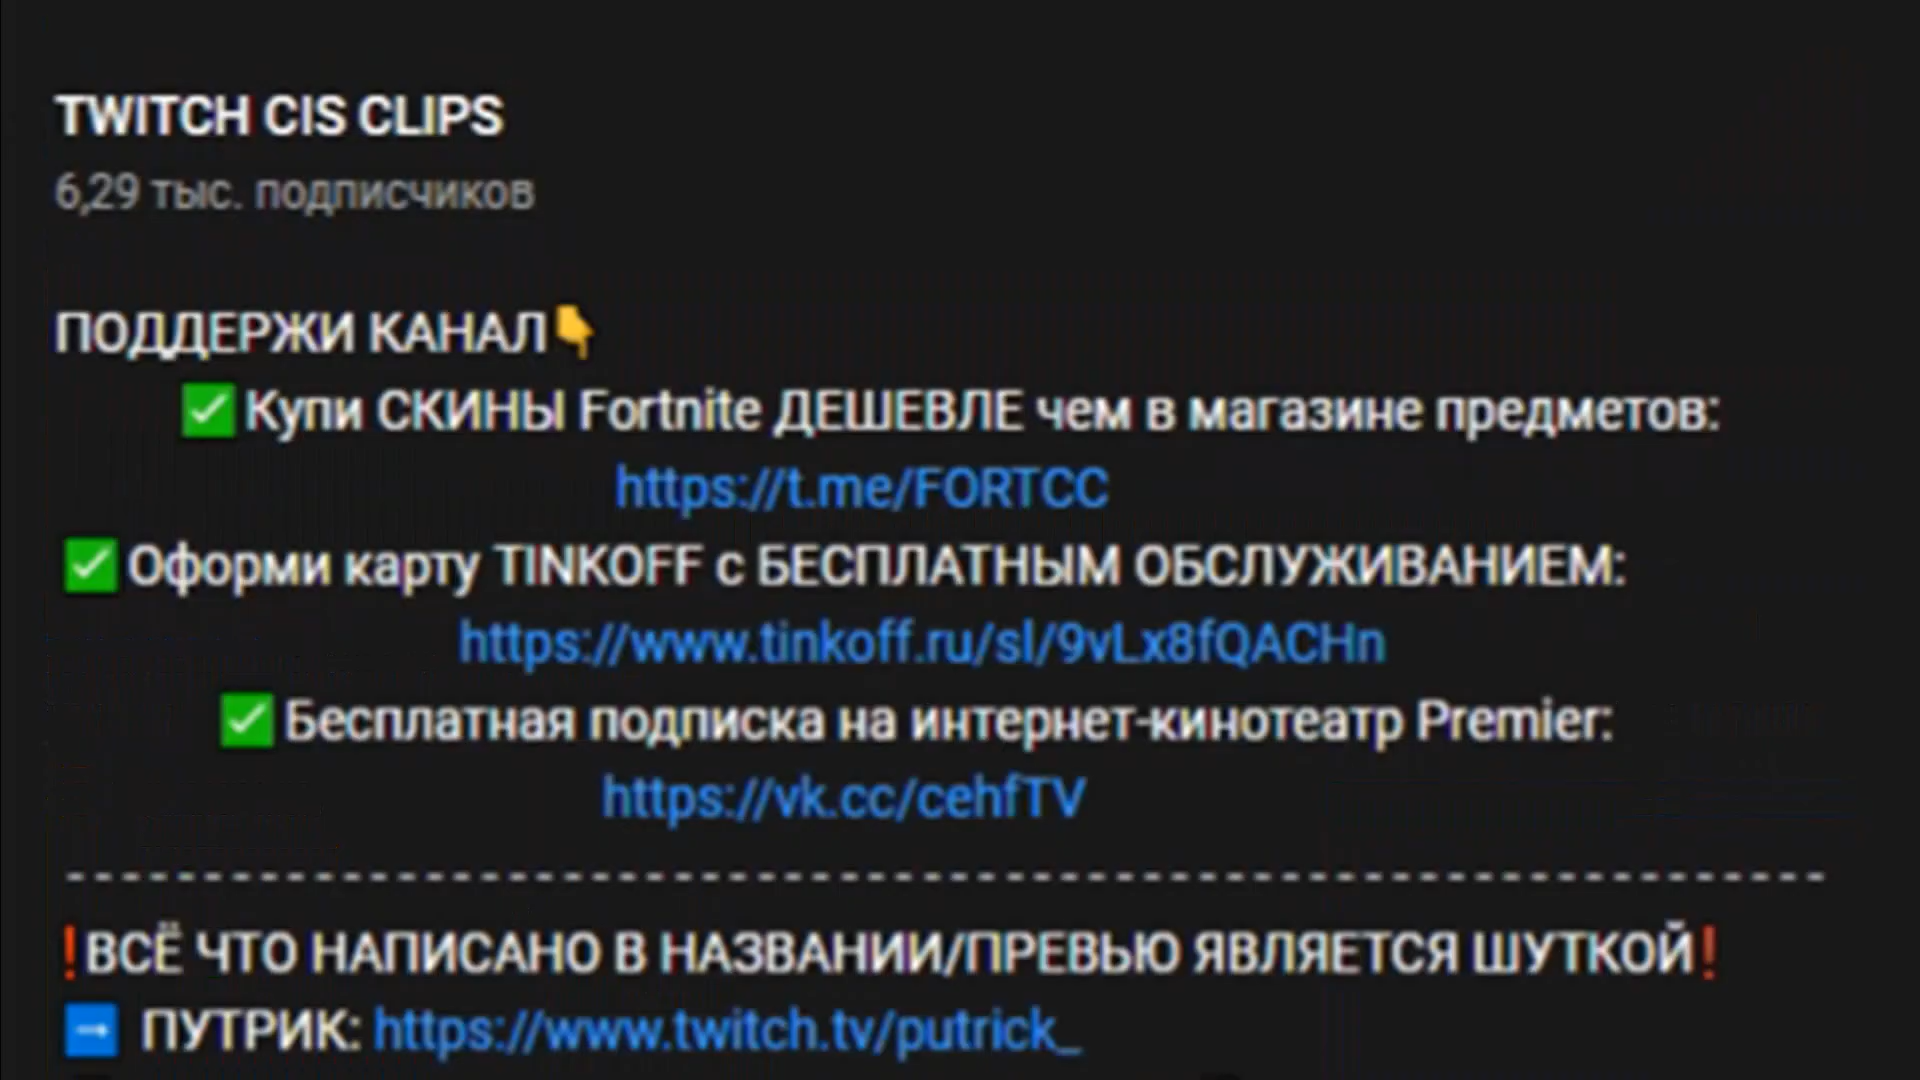 TWITCH CIS CLIPS
6,29 тыс. подписчиков
ПОДДЕРЖИ КАНАЛ👇
✅ Купи СКИНЫ Fortnite ДЕШЕВЛЕ чем в магазине предметов:
https://t.me/FORTCC
✅ Оформи карту TINKOFF с БЕСПЛАТНЫМ ОБСЛУЖИВАНИЕМ:
https://www.tinkoff.ru/sl/9vLx8fQACHn
✅ Бесплатная подписка на интернет-кинотеатр Premier:
https://vk.cc/cehfTV
----------------------------------------------------------------
❗ВСЁ ЧТО НАПИСАНО В НАЗВАНИИ/ПРЕВЬЮ ЯВЛЯЕТСЯ ШУТКОЙ❗
➡ ПУТРИК: https://www.twitch.tv/putrick_